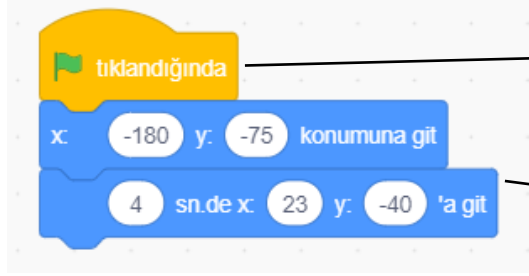 tıklandığında
x: -180 y: -75 konumuna git
4 sn.de x: 23 y: -40 'a git